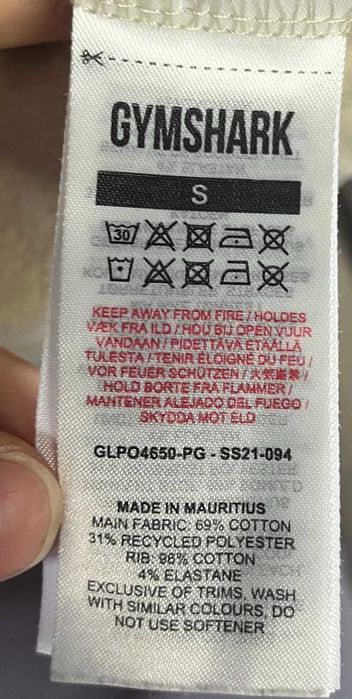 GYMSHARK
S
30
KEEP AWAY FROM FIRE / HOLDES
VÆK FRA ILD / HOU BIJ OPEN VUUR
VANDAAN / PIDETTÄVÄ ETÄÄLLÄ
TULESTA / TENIR ÉLOIGNÉ DU FEU /
VOR FEUER SCHÜTZEN / 火気厳禁 /
HOLD BORTE FRA FLAMMER /
MANTENER ALEJADO DEL FUEGO /
SKYDDA MOT ELD
GLPO4650-PG - SS21-094
MADE IN MAURITIUS
MAIN FABRIC: 69% COTTON
31% RECYCLED POLYESTER
RIB: 96% COTTON
4% ELASTANE
EXCLUSIVE OF TRIMS, WASH
WITH SIMILAR COLOURS, DO
NOT USE SOFTENER